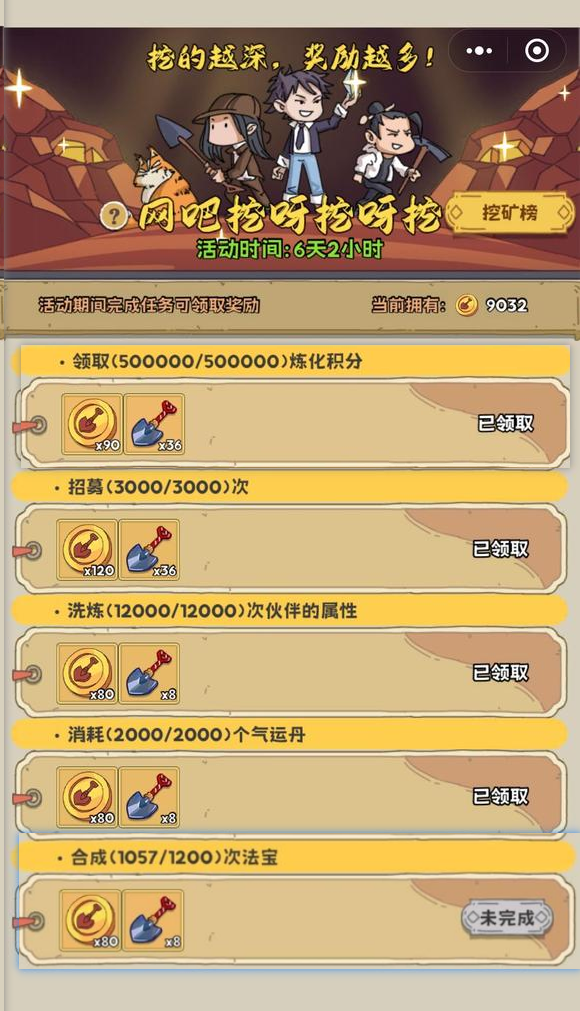 挖的越深，奖励越多！
?
网吧挖呀挖呀挖
挖矿榜
活动时间:6天2小时
活动期间完成任务可领取奖励
当前拥有: 9032
·领取(500000/500000)炼化积分
x90 x36 已领取
·招募(3000/3000)次
x120 x36 已领取
·洗炼(12000/12000)次伙伴的属性
x80 x8 已领取
·消耗(2000/2000)个气运丹
x80 x8 已领取
·合成(1057/1200)次法宝
x80 x8 未完成